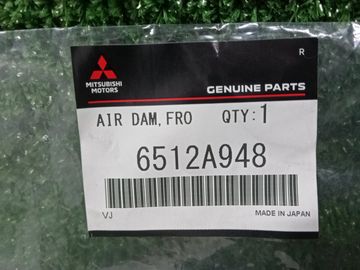 R
MITSUBISHI
MOTORS
GENUINE PARTS
AIR DAM,FRO QTY:1
6512A948
VJ MADE IN JAPAN